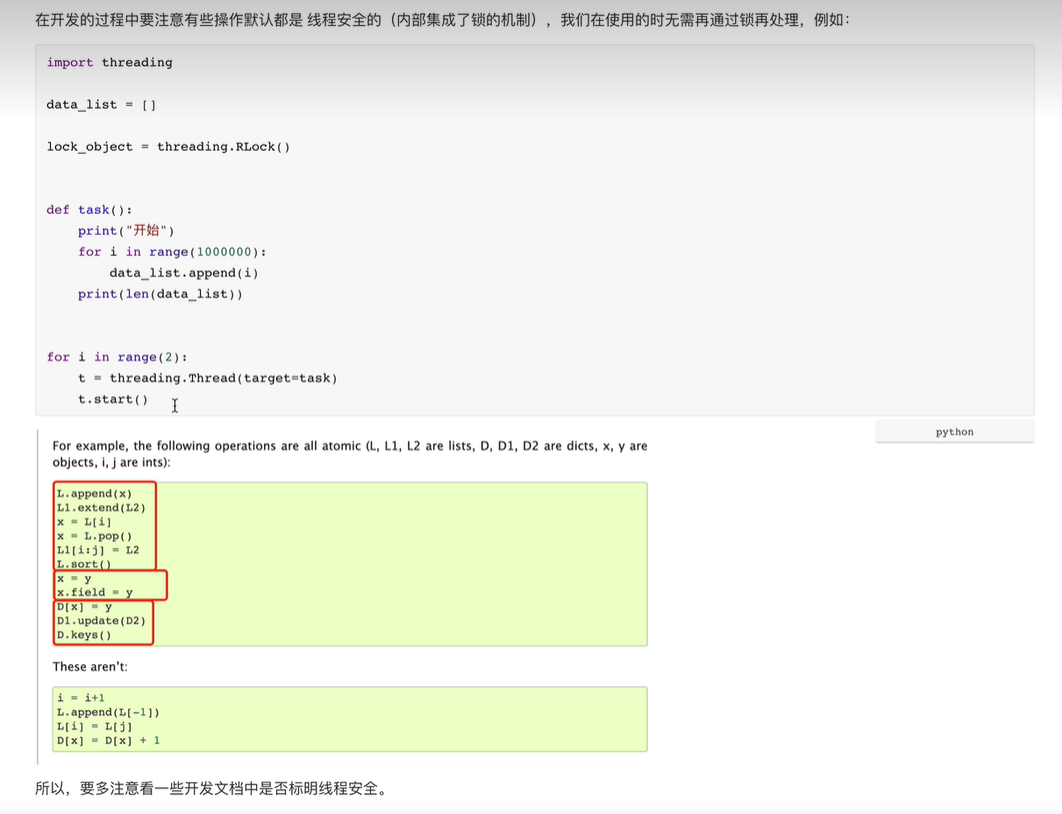 在开发的过程中要注意有些操作默认都是 线程安全的（内部集成了锁的机制），我们在使用的时无需再通过锁再处理，例如：
import threading
data_list = []
lock_object = threading.RLock()
def task():
    print("开始")
    for i in range(1000000):
        data_list.append(i)
    print(len(data_list))
for i in range(2):
    t = threading.Thread(target=task)
    t.start()
python
For example, the following operations are all atomic (L, L1, L2 are lists, D, D1, D2 are dicts, x, y are
objects, i, j are ints):
L.append(x)
L1.extend(L2)
x = L[i]
x = L.pop()
L1[i:j] = L2
L.sort()
x = y
x.field = y
D[x] = y
D1.update(D2)
D.keys()
These aren't:
i = i+1
L.append(L[-1])
L[i] = L[j]
D[x] = D[x] + 1
所以，要多注意看一些开发文档中是否标明线程安全。